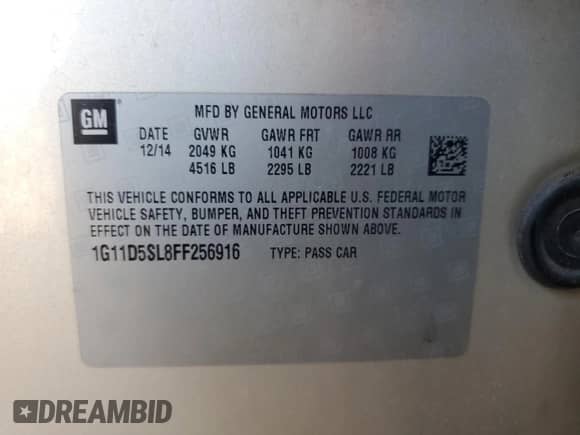 GM
MFD BY GENERAL MOTORS LLC
DATE GVWR GAWR FRT GAWR RR
12/14 2049 KG 1041 KG 1008 KG
4516 LB 2295 LB 2221 LB
THIS VEHICLE CONFORMS TO ALL APPLICABLE U.S. FEDERAL MOTOR
VEHICLE SAFETY, BUMPER, AND THEFT PREVENTION STANDARDS IN
EFFECT ON THE DATE OF MANUFACTURE SHOWN ABOVE.
1G11D5SL8FF256916 TYPE: PASS CAR
DREAMBID